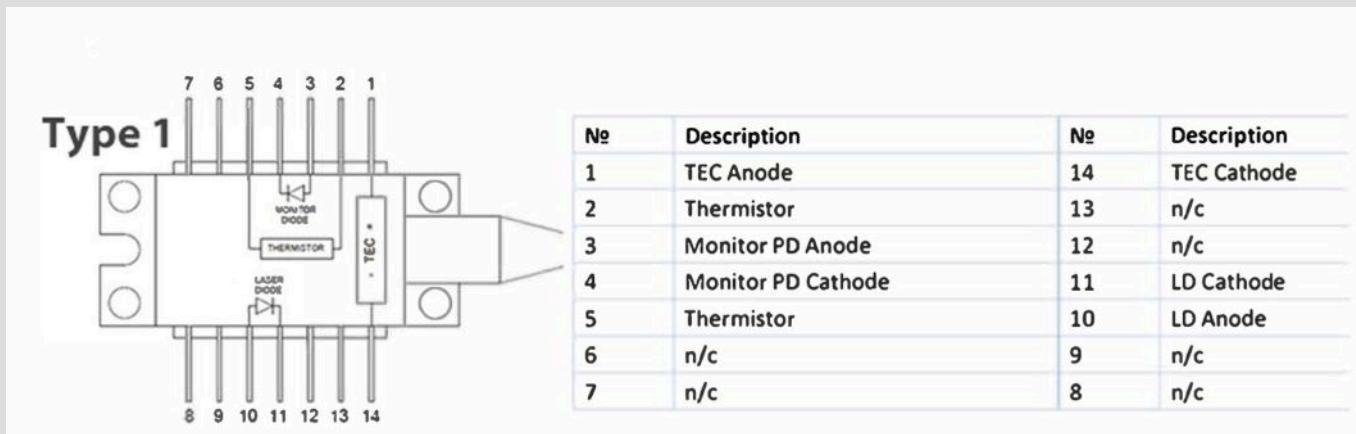 7 6 5 4 3 2 1
Type 1
MONITOR
DIODE
THERMISTOR
- TEC +
LASER
DIODE
8 9 10 11 12 13 14
№ Description № Description
1 TEC Anode 14 TEC Cathode
2 Thermistor 13 n/c
3 Monitor PD Anode 12 n/c
4 Monitor PD Cathode 11 LD Cathode
5 Thermistor 10 LD Anode
6 n/c 9 n/c
7 n/c 8 n/c